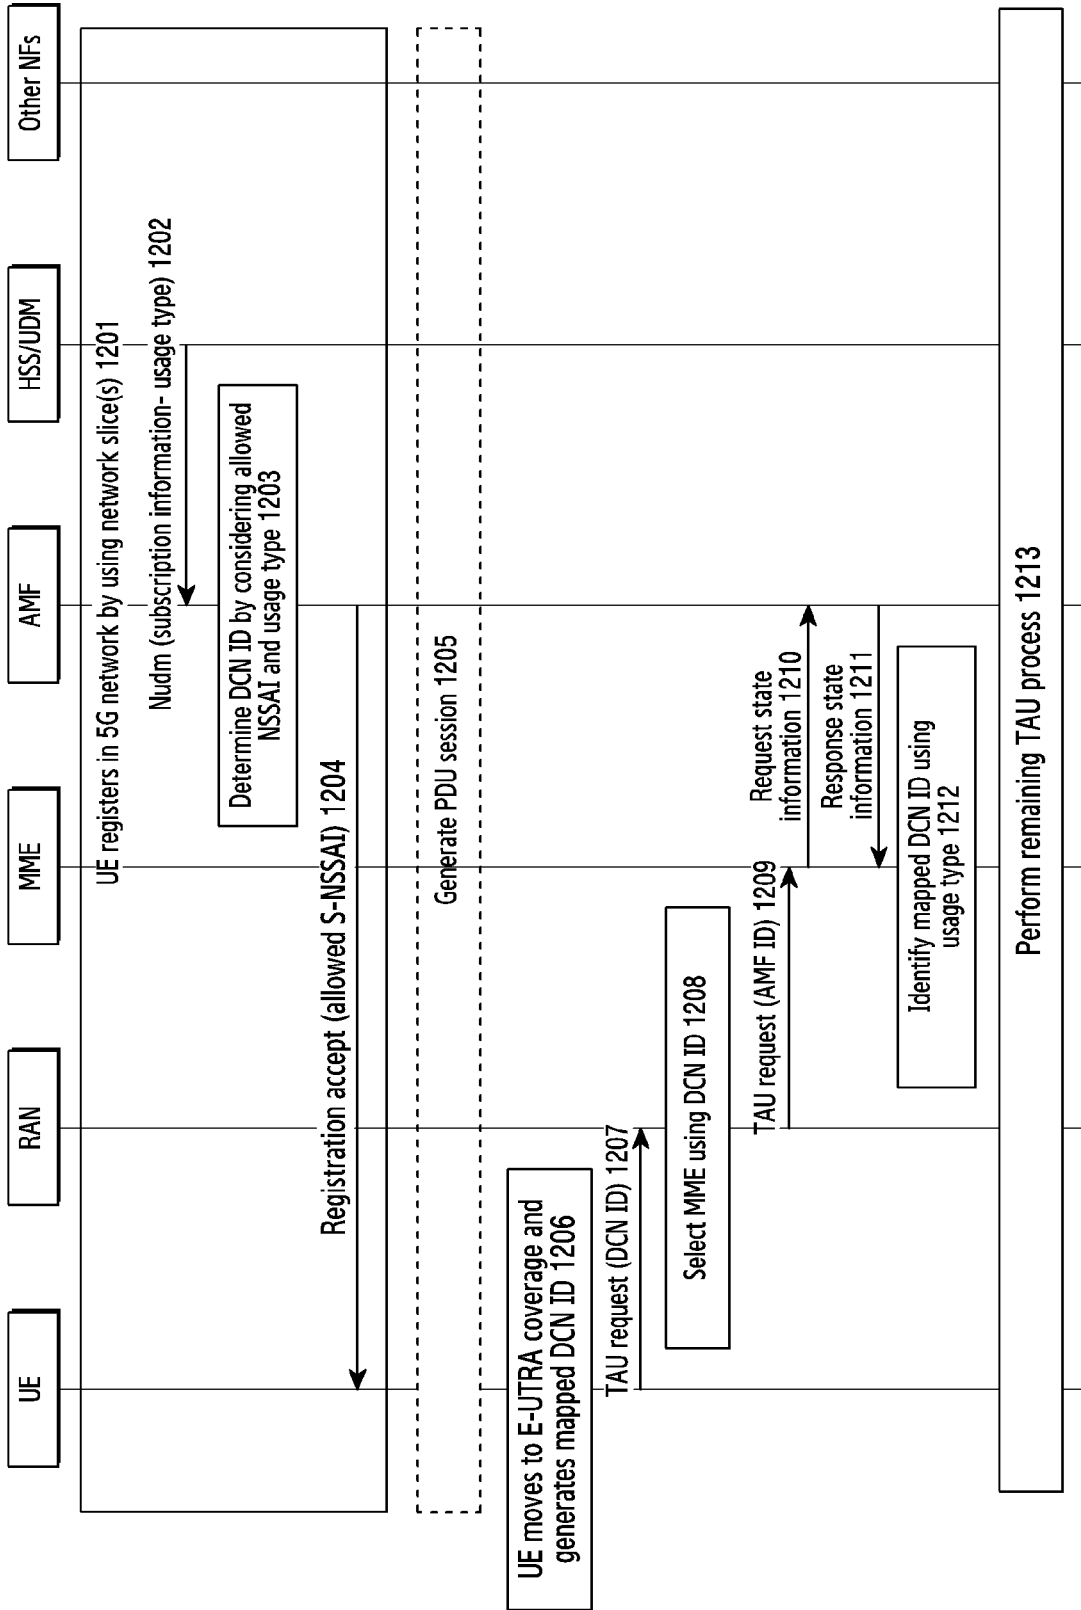 UE
RAN
MME
AMF
HSS/UDM
Other NFs
UE registers in 5G network by using network slice(s) 1201
Nudm (subscription information- usage type) 1202
Determine DCN ID by considering allowed
NSSAI and usage type 1203
Registration accept (allowed S-NSSAI) 1204
Generate PDU session 1205
UE moves to E-UTRA coverage and
generates mapped DCN ID 1206
TAU request (DCN ID) 1207
Select MME using DCN ID 1208
TAU request (AMF ID) 1209
Request state
information 1210
Response state
information 1211
Identify mapped DCN ID using
usage type 1212
Perform remaining TAU process 1213